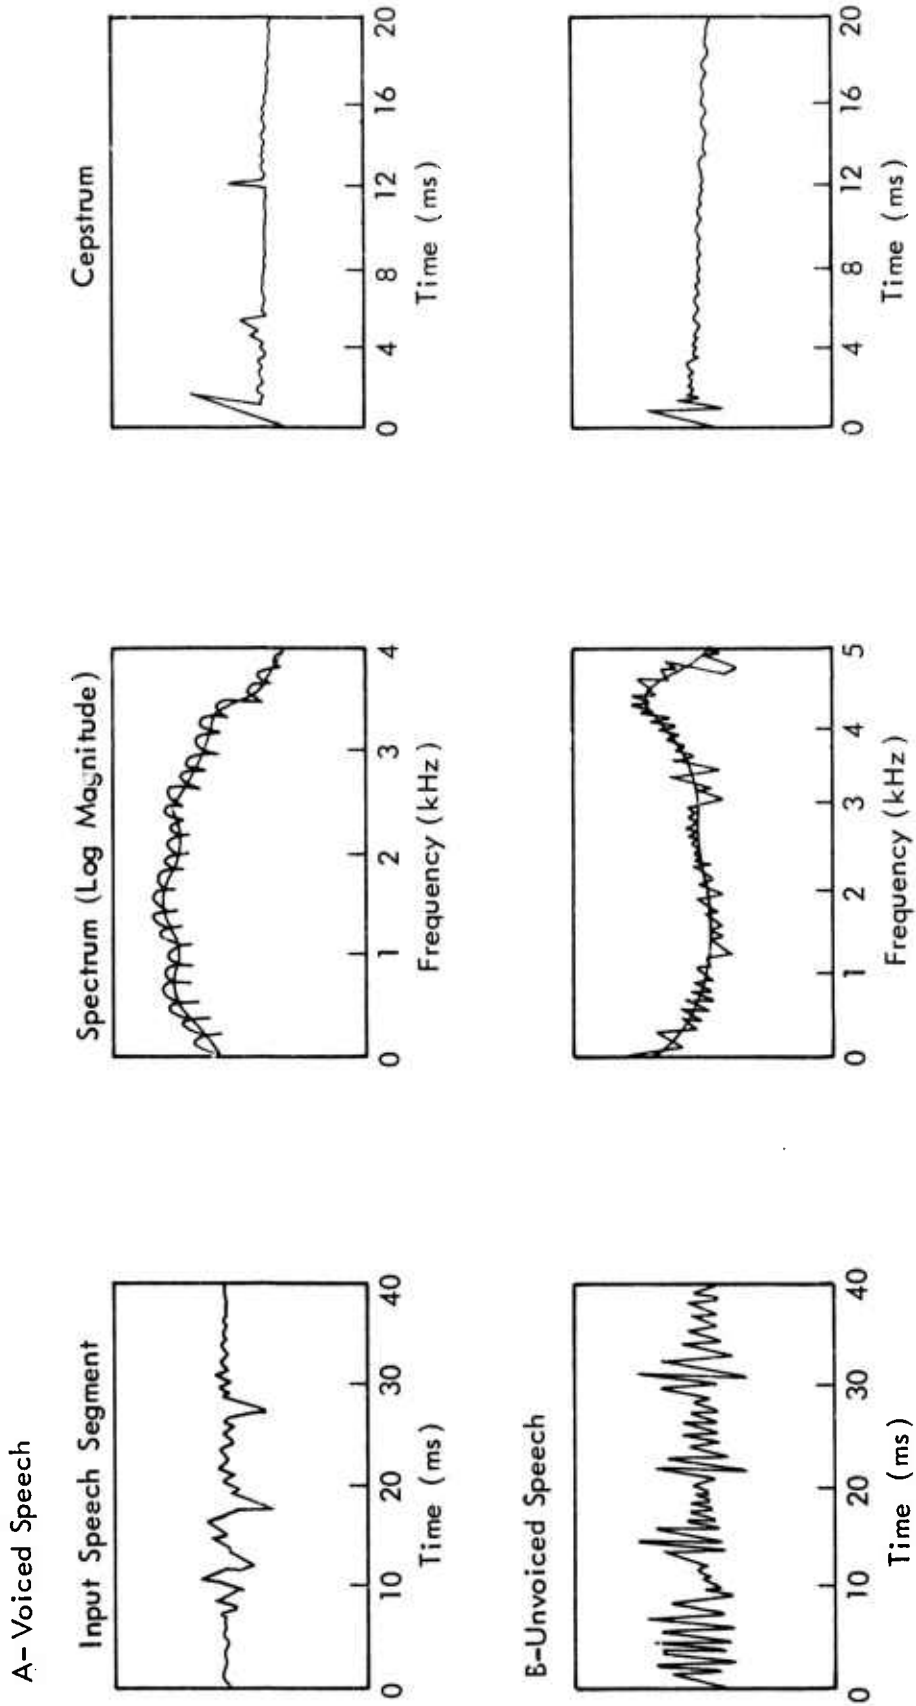 A-Voiced Speech
Input Speech Segment
Spectrum (Log Magnitude)
Cepstrum
0 10 20 30 40
Time (ms)
0 1 2 3 4
Frequency (kHz)
0 4 8 12 16 20
Time (ms)
B-Unvoiced Speech
0 10 20 30 40
Time (ms)
0 1 2 3 4 5
Frequency (kHz)
0 4 8 12 16 20
Time (ms)